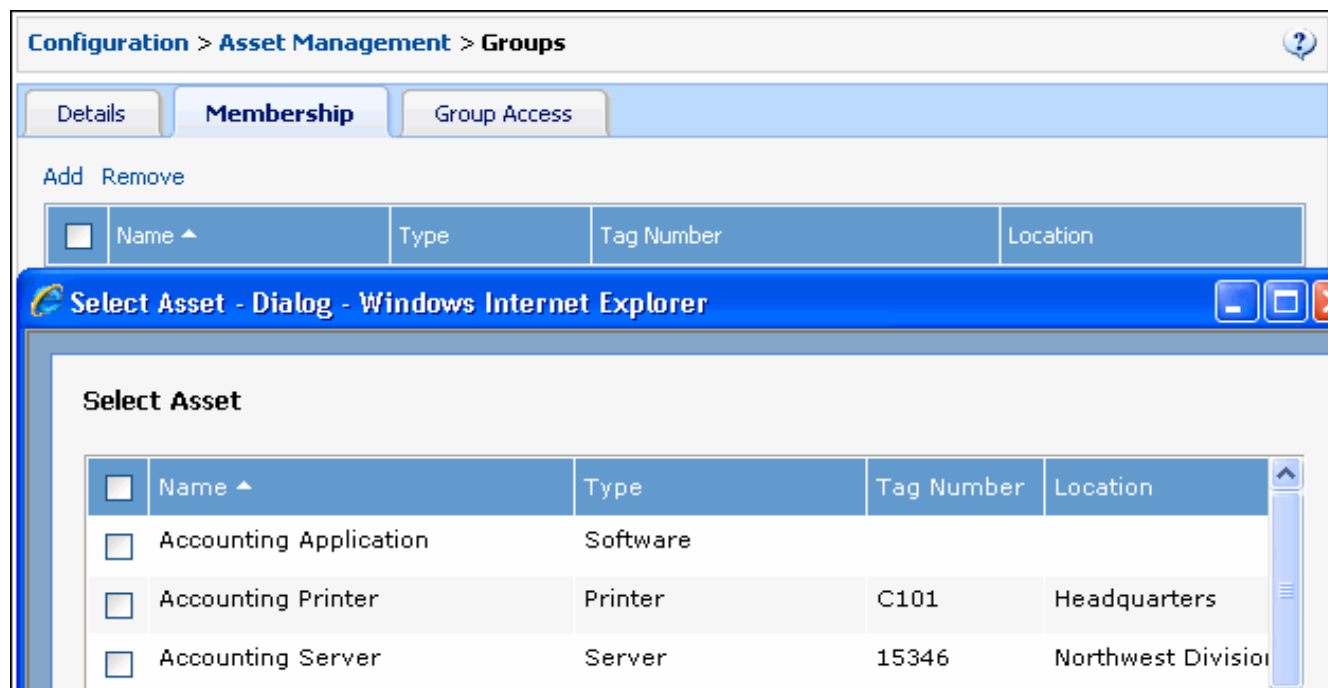 Configuration > Asset Management > Groups
Details Membership Group Access
Add Remove
Name Type Tag Number Location
Select Asset - Dialog - Windows Internet Explorer
Select Asset
Name Type Tag Number Location
Accounting Application Software
Accounting Printer Printer C101 Headquarters
Accounting Server Server 15346 Northwest Division